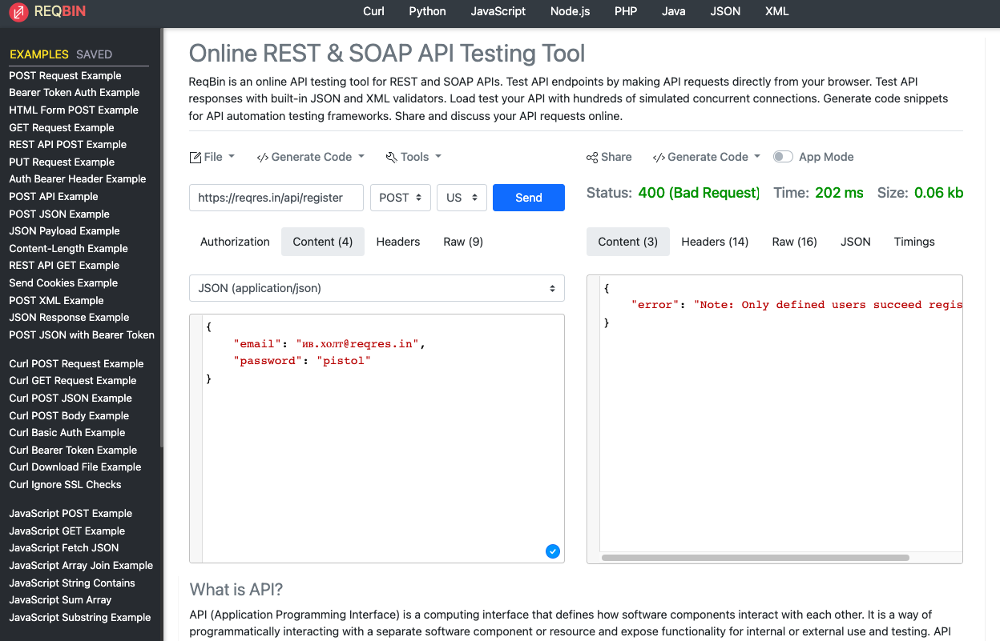 REQBIN
Curl Python JavaScript Node.js PHP Java JSON XML
EXAMPLES SAVED
POST Request Example
Bearer Token Auth Example
HTML Form POST Example
GET Request Example
REST API POST Example
PUT Request Example
Auth Bearer Header Example
POST API Example
POST JSON Example
JSON Payload Example
Content-Length Example
REST API GET Example
Send Cookies Example
POST XML Example
JSON Response Example
POST JSON with Bearer Token
Curl POST Request Example
Curl GET Request Example
Curl POST JSON Example
Curl POST Body Example
Curl Basic Auth Example
Curl Bearer Token Example
Curl Download File Example
Curl Ignore SSL Checks
JavaScript POST Example
JavaScript GET Example
JavaScript Fetch JSON
JavaScript Array Join Example
JavaScript String Contains
JavaScript Sum Array
JavaScript Substring Example
Online REST & SOAP API Testing Tool
ReqBin is an online API testing tool for REST and SOAP APIs. Test API endpoints by making API requests directly from your browser. Test API
responses with built-in JSON and XML validators. Load test your API with hundreds of simulated concurrent connections. Generate code snippets
for API automation testing frameworks. Share and discuss your API requests online.
File Generate Code Tools
https://reqres.in/api/register POST US Send
Authorization Content (4) Headers Raw (9)
JSON (application/json)
{
"email": "ив.холт@reqres.in",
"password": "pistol"
}
Share Generate Code App Mode
Status: 400 (Bad Request) Time: 202 ms Size: 0.06 kb
Content (3) Headers (14) Raw (16) JSON Timings
{
"error": "Note: Only defined users succeed regis
}
What is API?
API (Application Programming Interface) is a computing interface that defines how software components interact with each other. It is a way of
programmatically interacting with a separate software component or resource and expose functionality for internal or external use and testing. API